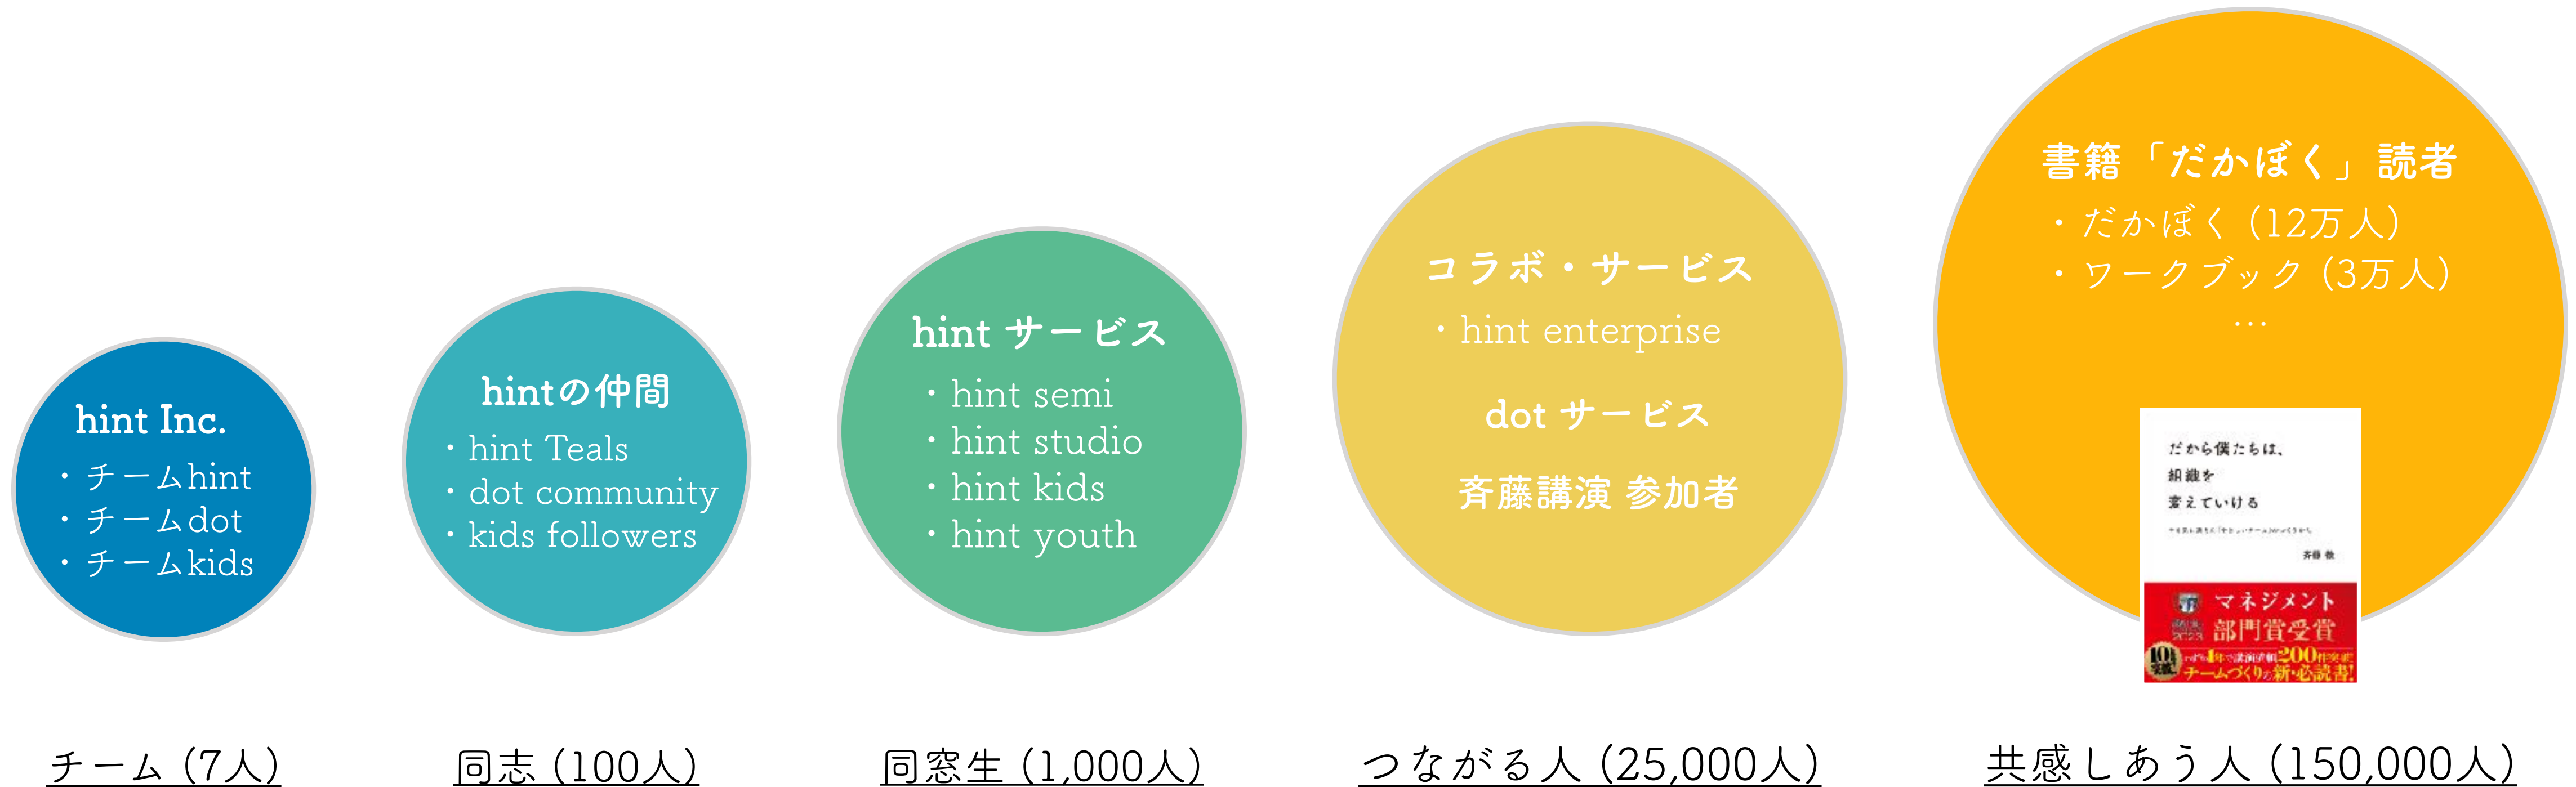 hint Inc.
・チームhint
・チームdot
・チームkids
チーム (7人)
hintの仲間
・hint Teals
・dot community
・kids followers
同志 (100人)
hint サービス
・hint semi
・hint studio
・hint kids
・hint youth
同窓生 (1,000人)
コラボ・サービス
・hint enterprise
dot サービス
斉藤講演 参加者
つながる人 (25,000人)
書籍「だかぼく」読者
・だかぼく (12万人)
・ワークブック (3万人)
…
だから僕たちは、
組織を
変えていける
斉藤 徹
マネジメント
部門賞受賞
200件突破!
チームづくりの新・必読書!
共感しあう人 (150,000人)